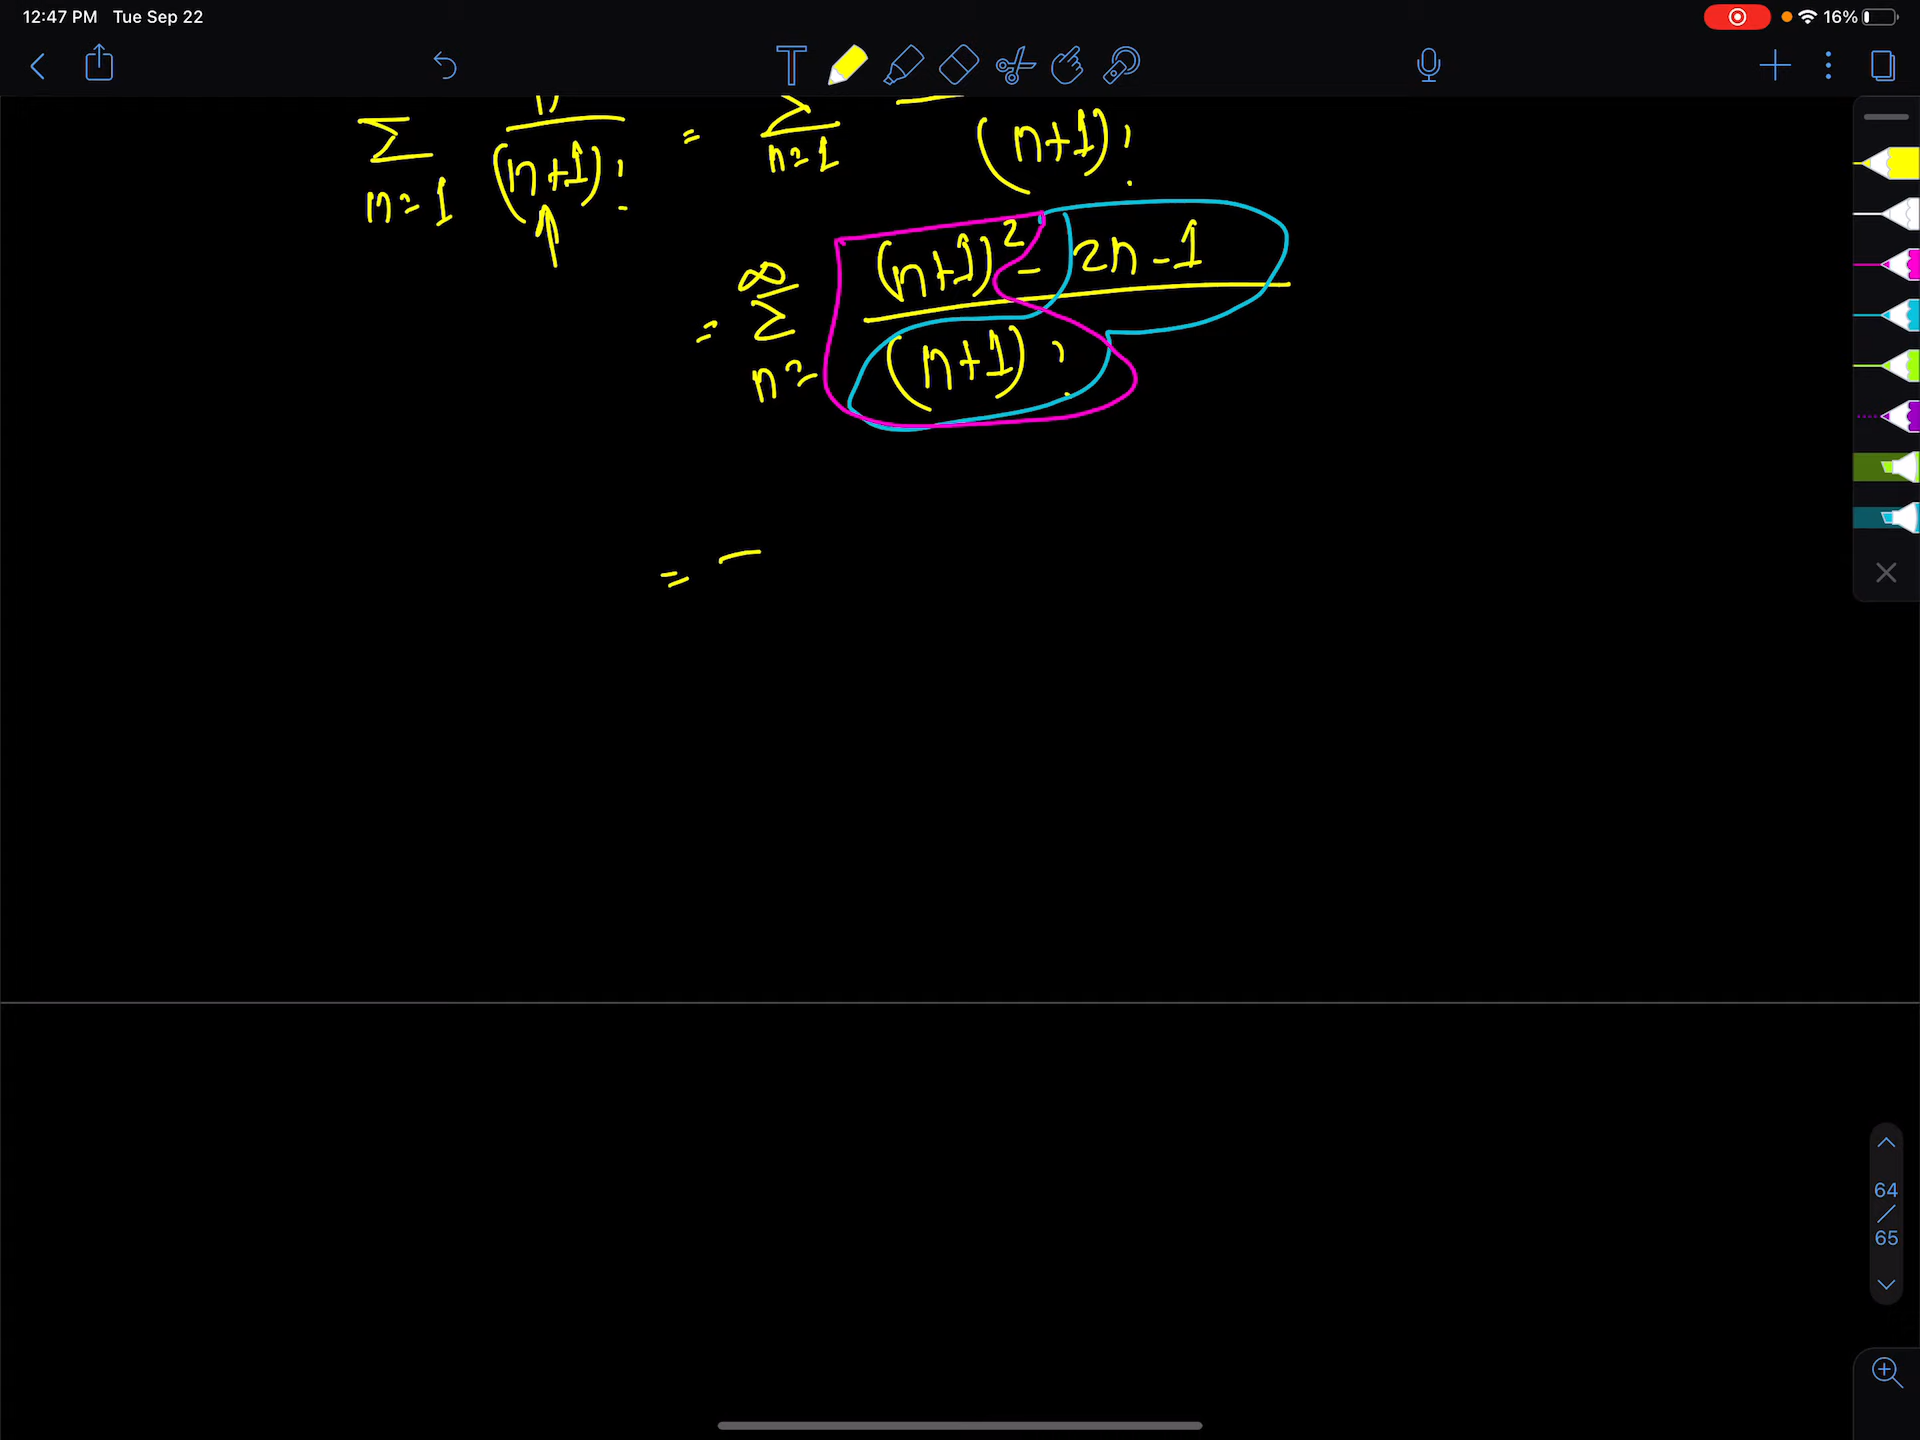 12:47 PM Tue Sep 22 16%
T
∑ n=1 (n+1)! = ∑ n=1 (n+1)!
= ∞ ∑ n= (n+1)² - 2n - 1 / (n+1)!
=
64 / 65